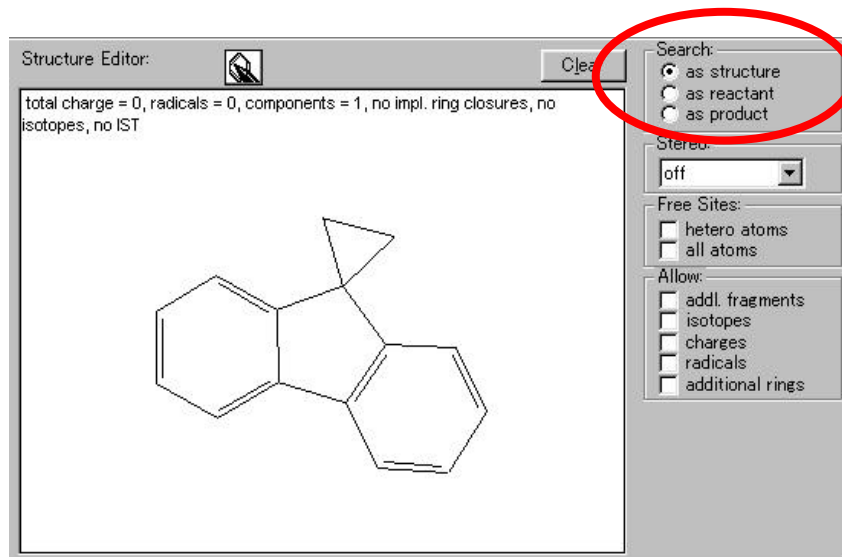 Structure Editor:
Clear
total charge = 0, radicals = 0, components = 1, no impl. ring closures, no
isotopes, no IST
Search:
as structure
as reactant
as product
Stereo:
off
Free Sites:
hetero atoms
all atoms
Allow:
addl. fragments
isotopes
charges
radicals
additional rings